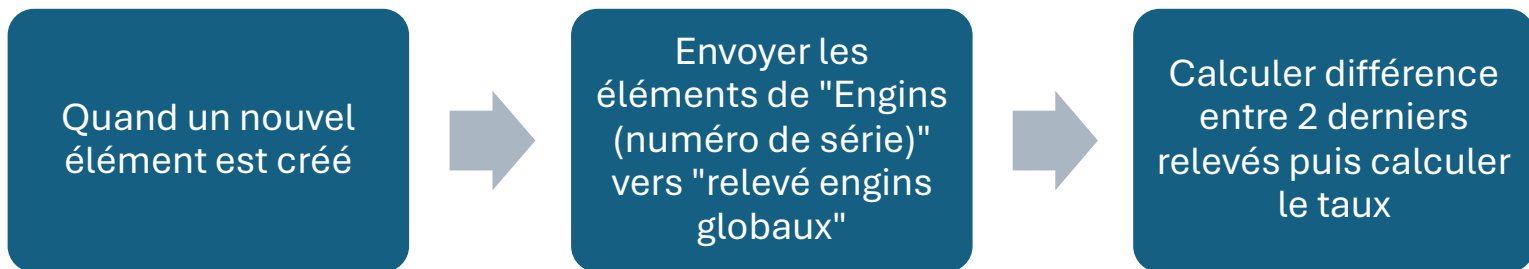 Quand un nouvel
élément est créé
Envoyer les
éléments de "Engins
(numéro de série)"
vers "relevé engins
globaux"
Calculer différence
entre 2 derniers
relevés puis calculer
le taux